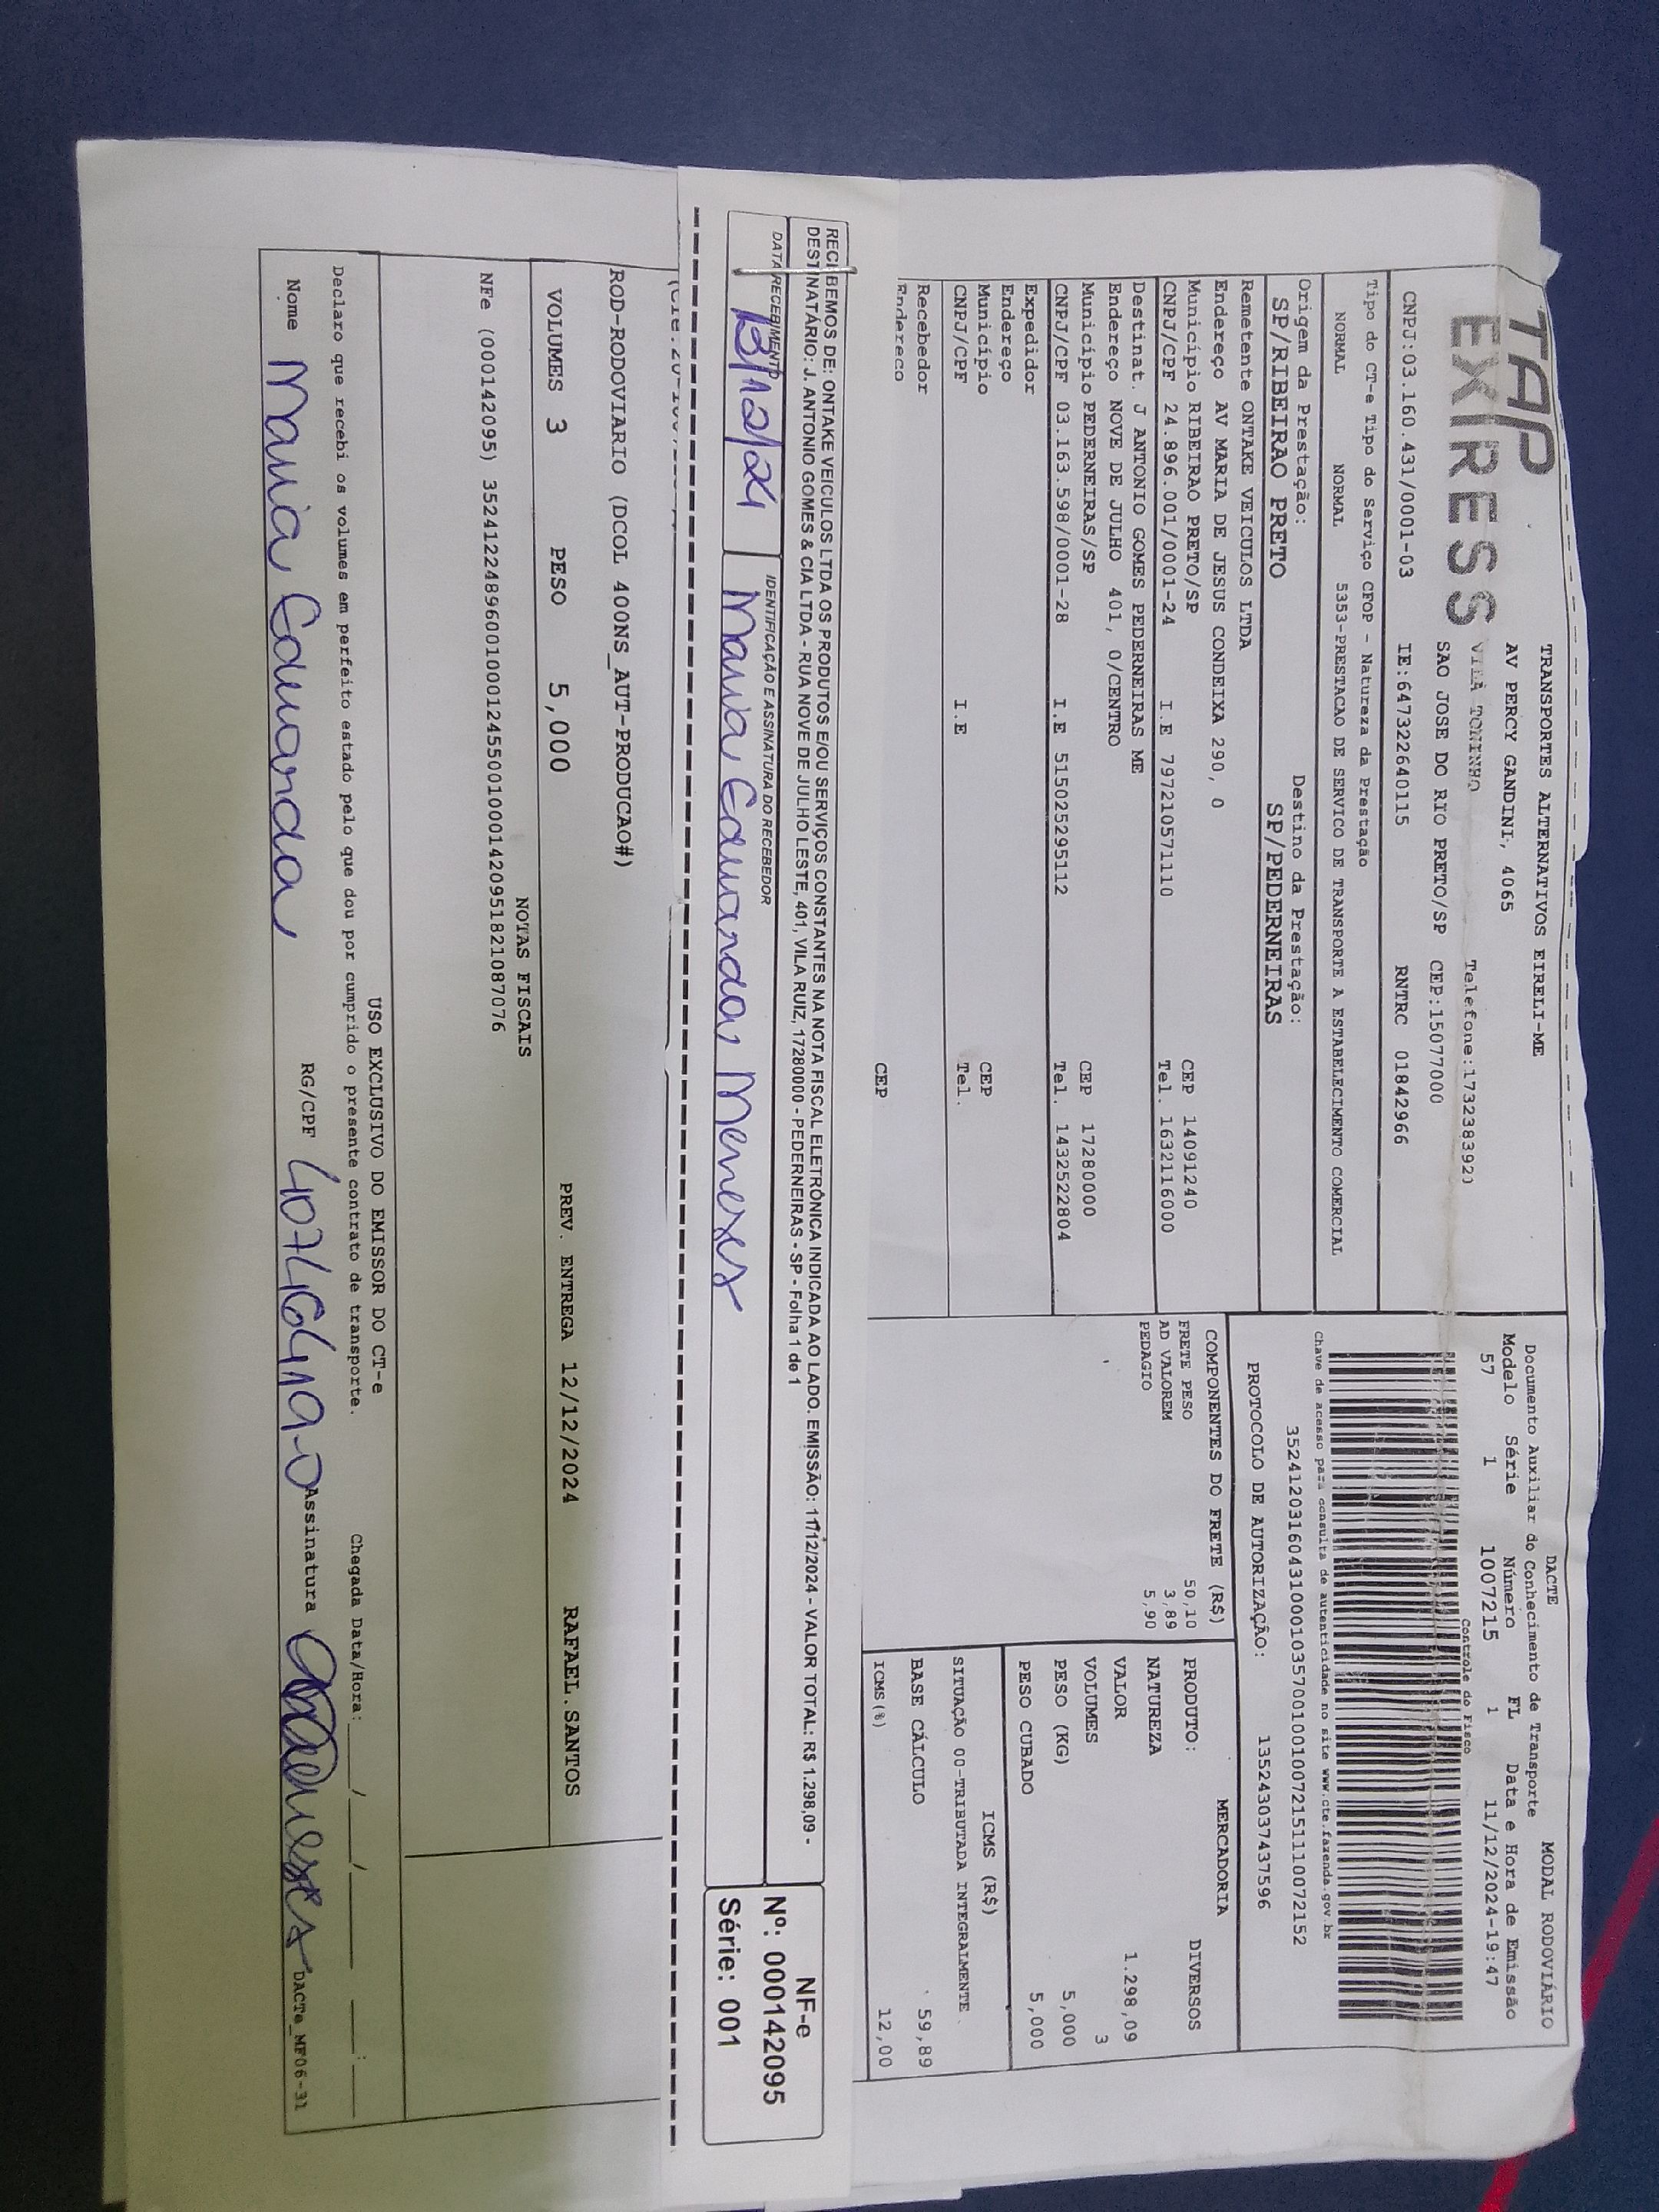 TAP
EXPRESS
TRANSPORTES ALTERNATIVOS EIRELI-ME
AV PERCY GANDINI, 4065
VILA TONINHO Telefone:1732383923
SAO JOSE DO RIO PRETO/SP CEP:15077000
CNPJ:03.160.431/0001-03 IE:647322640115 RNTRC 01842966
DACTE MODAL RODOVIÁRIO
Documento Auxiliar do Conhecimento de Transporte
Modelo Série Número FL Data e Hora de Emissão
57 1 1007215 1 11/12/2024-19:47
Controle do Fisco
Chave de acesso para consulta de autenticidade no site www.cte.fazenda.gov.br
35241203160431000103570010010072151110072152
PROTOCOLO DE AUTORIZAÇÃO: 135243037437596
Tipo do CT-e Tipo do Serviço CFOP - Natureza da Prestação
NORMAL NORMAL 5353-PRESTACAO DE SERVICO DE TRANSPORTE A ESTABELECIMENTO COMERCIAL
Origem da Prestação: Destino da Prestação:
SP/RIBEIRAO PRETO SP/PEDERNEIRAS
Remetente ONTAKE VEICULOS LTDA
Endereço AV MARIA DE JESUS CONDEIXA 290, 0
Município RIBEIRAO PRETO/SP CEP 14091240
CNPJ/CPF 24.896.001/0001-24 I.E 797210571110 Tel. 1632116000
Destinat. J ANTONIO GOMES PEDERNEIRAS ME
Endereço NOVE DE JULHO 401, 0/CENTRO
Município PEDERNEIRAS/SP CEP 17280000
CNPJ/CPF 03.163.598/0001-28 I.E 515025295112 Tel. 1432522804
Expedidor
Endereço
Município CEP
CNPJ/CPF I.E Tel.
Recebedor
Endereço CEP
COMPONENTES DO FRETE (R$)
FRETE PESO 50,10
AD VALOREM 3,89
PEDAGIO 5,90
MERCADORIA
PRODUTO: DIVERSOS
NATUREZA
VALOR 1.298,09
VOLUMES 3
PESO (KG) 5,000
PESO CUBADO 5,000
ICMS (R$)
SITUAÇÃO 00-TRIBUTADA INTEGRALMENTE
BASE CÁLCULO 59,89
ICMS(%) 12,00
RECEBEMOS DE: ONTAKE VEICULOS LTDA OS PRODUTOS E/OU SERVIÇOS CONSTANTES NA NOTA FISCAL ELETRÔNICA INDICADA AO LADO. EMISSÃO: 11/12/2024 - VALOR TOTAL: R$ 1.298,09 -
DESTINATÁRIO: J. ANTONIO GOMES & CIA LTDA - RUA NOVE DE JULHO LESTE, 401, VILA RUIZ, 17280000 - PEDERNEIRAS - SP - Folha 1 de 1
DATA RECEBIMENTO IDENTIFICAÇÃO E ASSINATURA DO RECEBEDOR
13/12/24 Maria Eduarda Menezes
NF-e
Nº: 000142095
Série: 001
ROD-RODOVIARIO (DCOL 400NS_AUT-PRODUCAO#)
VOLUMES 3 PESO 5,000 PREV. ENTREGA 12/12/2024 RAFAEL.SANTOS
NOTAS FISCAIS
NFe (000142095) 35241224896001000124550010001420951821087076
USO EXCLUSIVO DO EMISSOR DO CT-e
Declaro que recebi os volumes em perfeito estado pelo que dou por cumprido o presente contrato de transporte. Chegada Data/Hora: ___/___/_____ ___:___
Nome Maria Eduarda RG/CPF Assinatura DACTe_MF06-31